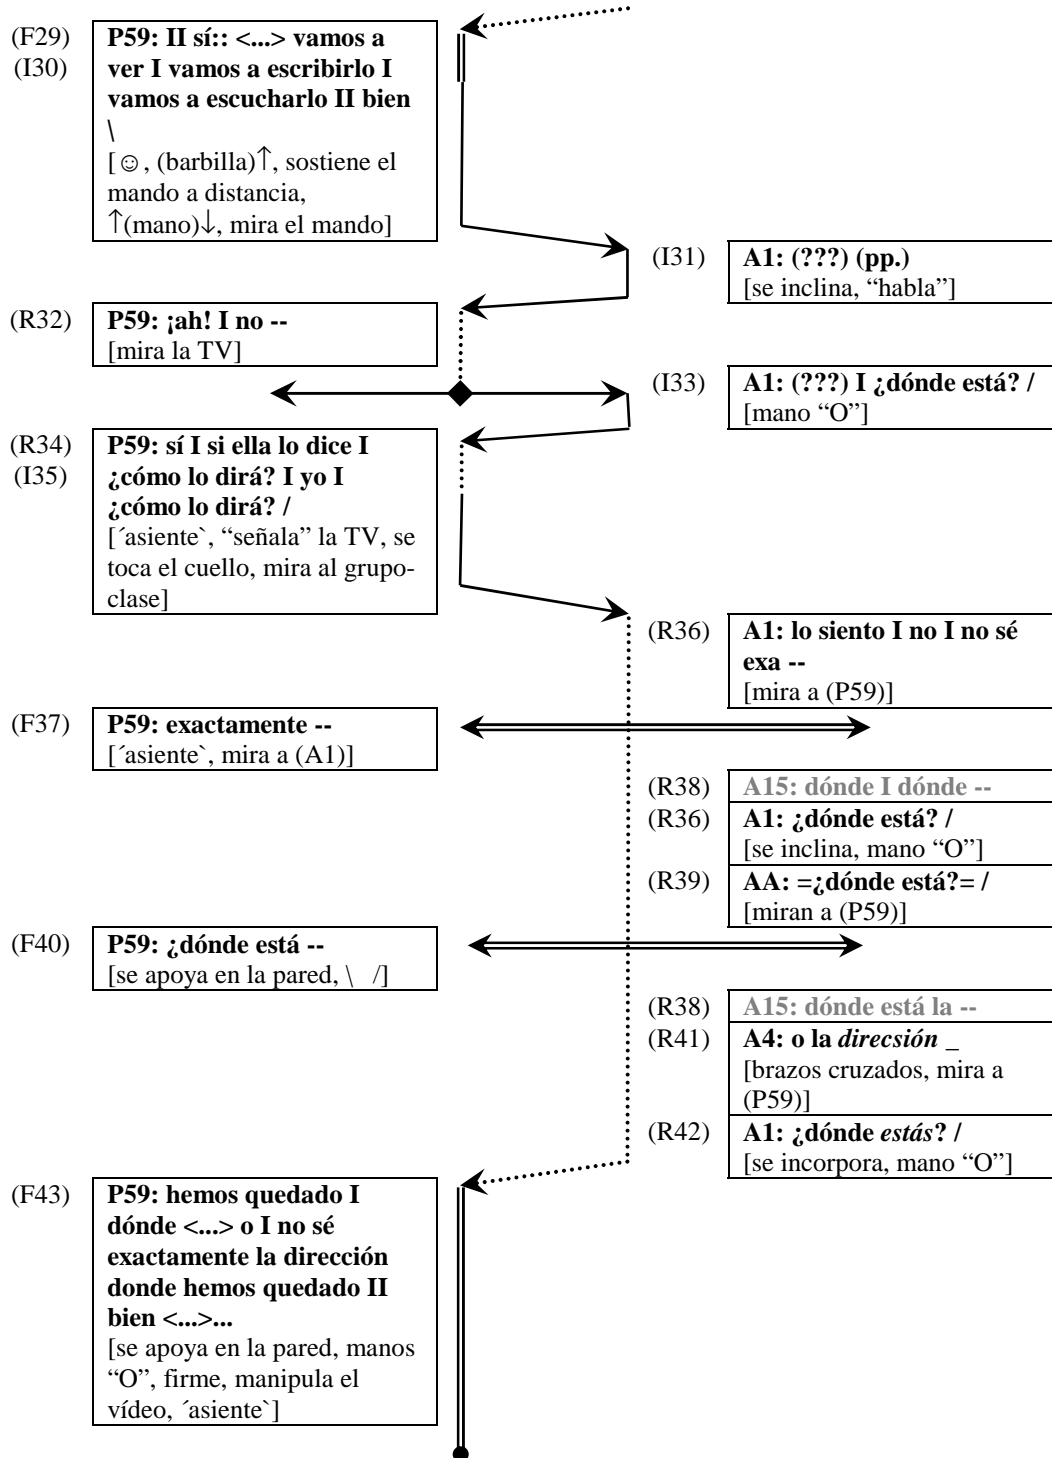 (F29) P59: II sí:: <...> vamos a
(I30) ver I vamos a escribirlo I
vamos a escucharlo II bien
\
[☺, (barbilla)↑, sostiene el
mando a distancia,
↑(mano)↓, mira el mando]
(I31) A1: (???) (pp.)
[se inclina, “habla”]
(R32) P59: ¡ah! I no --
[mira la TV]
(I33) A1: (???) I ¿dónde está? /
[mano “O”]
(R34) P59: sí I si ella lo dice I
(I35) ¿cómo lo dirá? I yo I
¿cómo lo dirá? /
[´asiente`, “señala” la TV, se
toca el cuello, mira al grupo-
clase]
(R36) A1: lo siento I no I no sé
exa --
[mira a (P59)]
(F37) P59: exactamente --
[´asiente`, mira a (A1)]
(R38) A15: dónde I dónde --
(R36) A1: ¿dónde está? /
[se inclina, mano “O”]
(R39) AA: =¿dónde está?= /
[miran a (P59)]
(F40) P59: ¿dónde está --
[se apoya en la pared, \ /]
(R38) A15: dónde está la --
(R41) A4: o la direcsión _
[brazos cruzados, mira a
(P59)]
(R42) A1: ¿dónde estás? /
[se incorpora, mano “O”]
(F43) P59: hemos quedado I
dónde <...> o I no sé
exactamente la dirección
donde hemos quedado II
bien <...>...
[se apoya en la pared, manos
“O”, firme, manipula el
vídeo, ´asiente`]